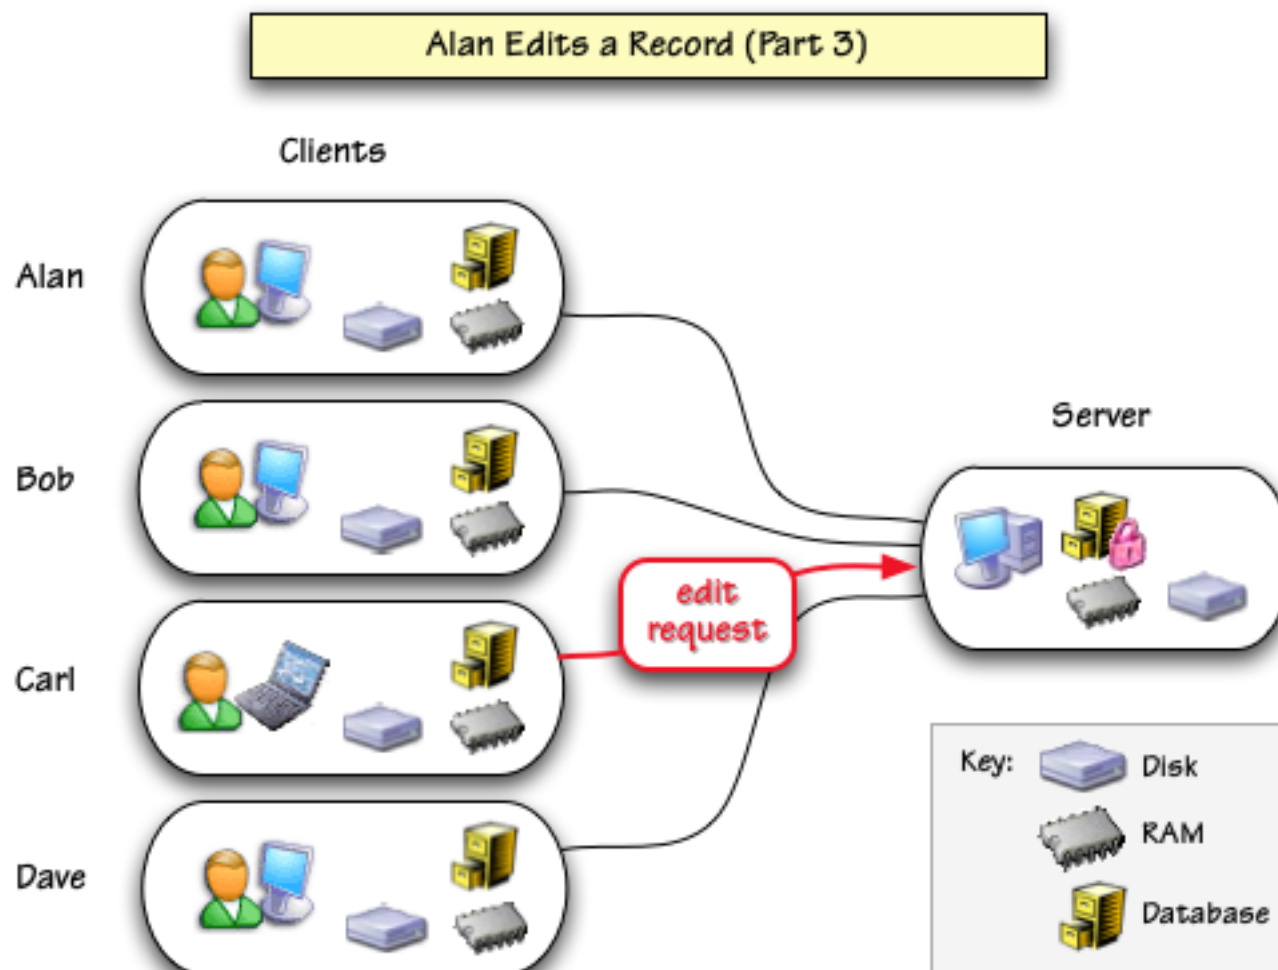 Alan Edits a Record (Part 3)
Clients
Alan
Server
Bob
edit
request
Carl
Key:
Disk
RAM
Dave
Database